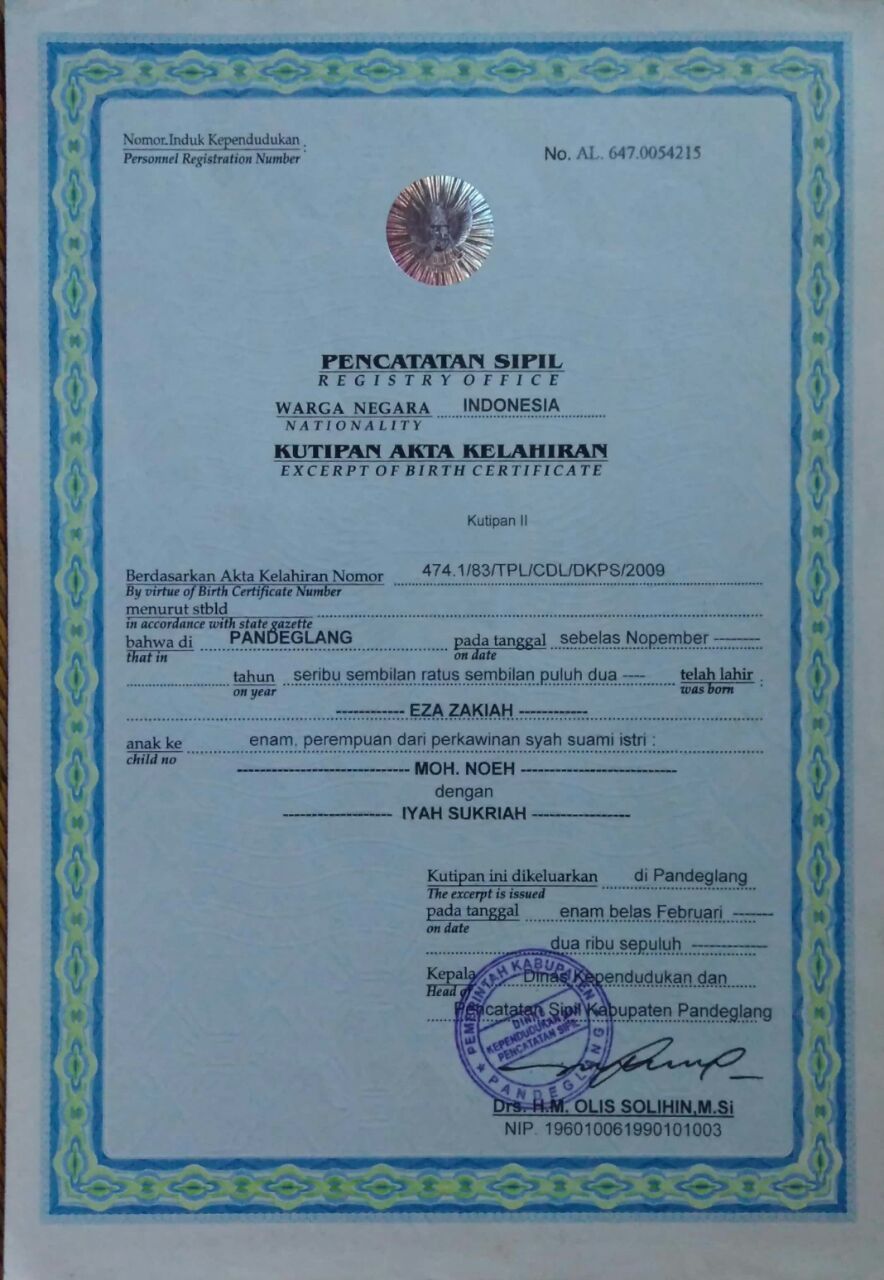 Nomor Induk Kependudukan :
Personnel Registration Number
No. AL. 647.0054215
PENCATATAN SIPIL
REGISTRY OFFICE
WARGA NEGARA INDONESIA
NATIONALITY
KUTIPAN AKTA KELAHIRAN
EXCERPT OF BIRTH CERTIFICATE
Kutipan II
Berdasarkan Akta Kelahiran Nomor 474.1/83/TPL/CDL/DKPS/2009
By virtue of Birth Certificate Number
menurut stbld
in accordance with state gazette
bahwa di PANDEGLANG pada tanggal sebelas Nopember --------
that in on date
tahun seribu sembilan ratus sembilan puluh dua ---- telah lahir :
on year was born
----------- EZA ZAKIAH -----------
anak ke enam, perempuan dari perkawinan syah suami istri :
child no
-------------------------------- MOH. NOEH -------------------------
dengan
----------------- IYAH SUKRIAH ----------------
Kutipan ini dikeluarkan di Pandeglang
The excerpt is issued
pada tanggal enam belas Februari -------
on date
dua ribu sepuluh -------------
Kepala Dinas Kependudukan dan
Head of
Pencatatan Sipil Kabupaten Pandeglang
PEMERINTAH KABUPATEN
DINAS
KEPENDUDUKAN DAN
PENCATATAN SIPIL
PANDEGLANG
Drs. H.M. OLIS SOLIHIN,M.Si
NIP. 196010061990101003